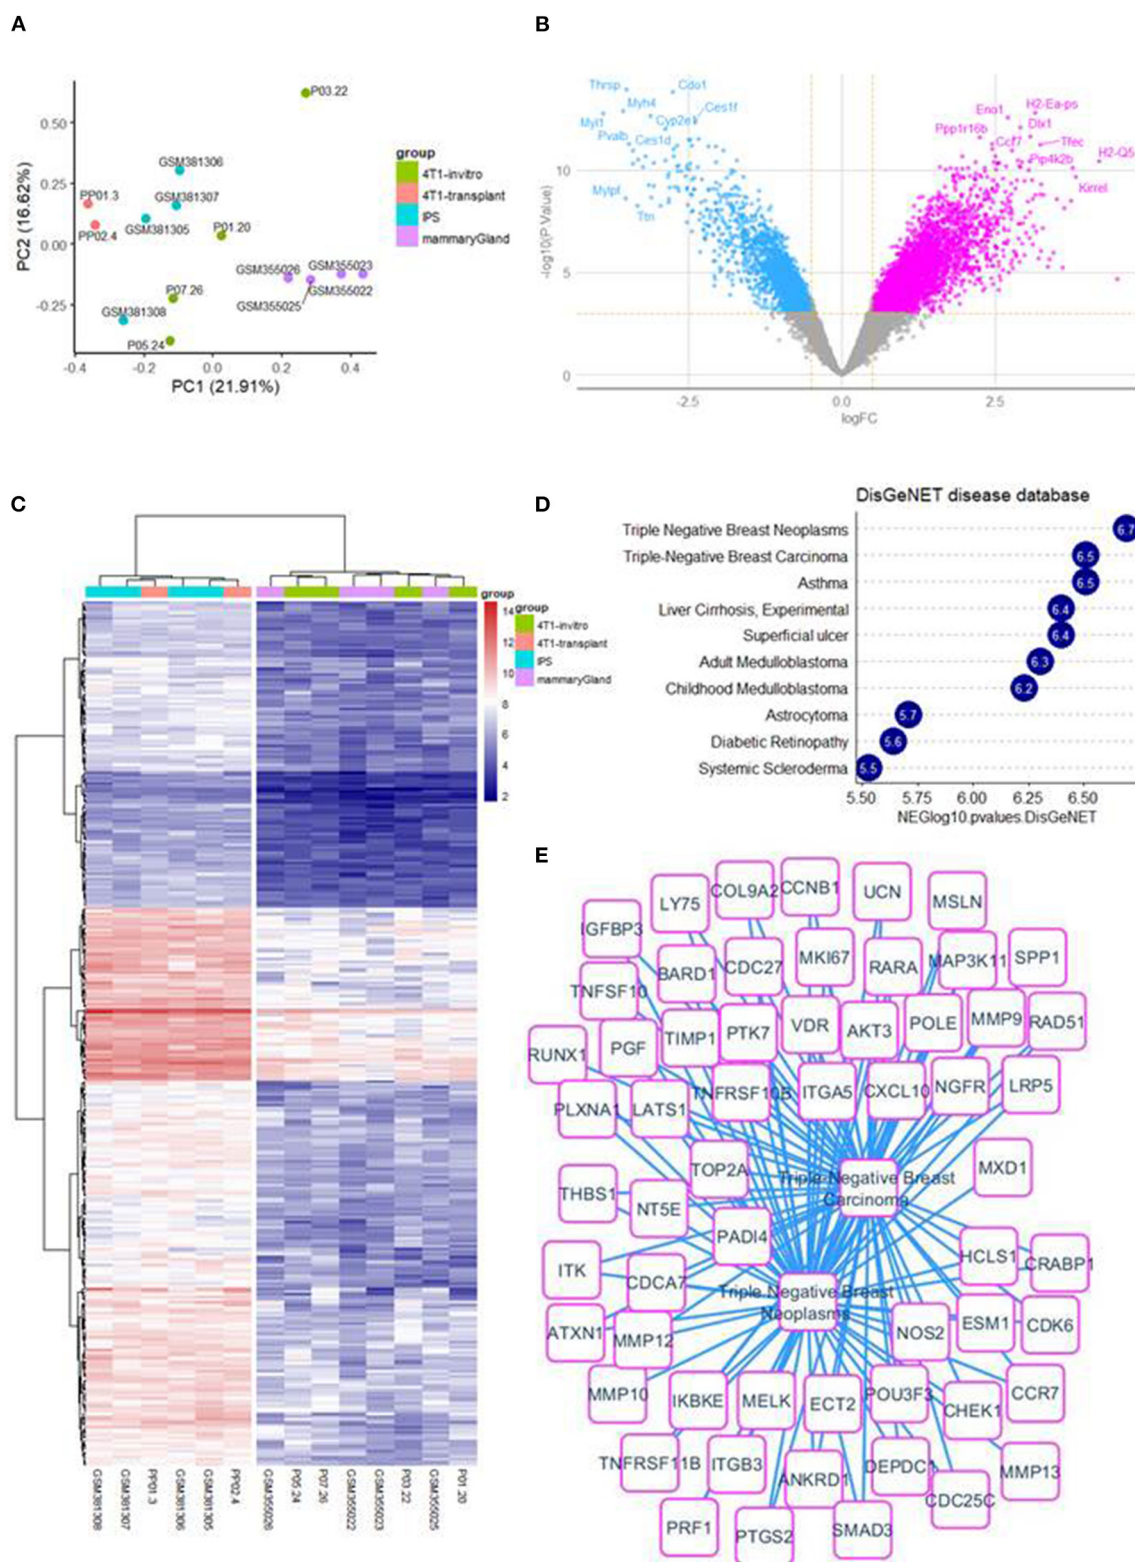 A
PC2 (16.62%)
0.50
0.25
0.00
-0.25
-0.4
-0.2
0.0
0.2
0.4
PC1 (21.91%)
P03.22
GSM381306
PP01.3
GSM381307
PP02.4
GSM381305
P01.20
GSM355026
GSM355023
GSM355025
GSM355022
P07.26
GSM381308
P05.24
group
4T1-invitro
4T1-transplant
IPS
mammaryGland
B
-log10(P.Value)
10
5
0
-2.5
0.0
2.5
logFC
Thrsp
Cdo1
Myh4
Ces1f
Myl1
Cyp2e1
Pvalb
Ces1d
Mylpf
Ttn
Eno1
H2-Ea-ps
Ppp1r16b
Dlx1
Ccr7
Tfec
Pip4k2b
H2-Q5
Kirrel
C
group
14
12
10
8
6
4
2
group
4T1-invitro
4T1-transplant
IPS
mammaryGland
GSM381308
GSM381307
PP01.3
GSM381306
GSM381305
PP02.4
GSM355026
P05.24
P07.26
GSM355022
GSM355023
P03.22
GSM355025
P01.20
D
DisGeNET disease database
Triple Negative Breast Neoplasms
6.7
Triple-Negative Breast Carcinoma
6.5
Asthma
6.5
Liver Cirrhosis, Experimental
6.4
Superficial ulcer
6.4
Adult Medulloblastoma
6.3
Childhood Medulloblastoma
6.2
Astrocytoma
5.7
Diabetic Retinopathy
5.6
Systemic Scleroderma
5.5
5.50
5.75
6.00
6.25
6.50
NEGlog10.pvalues.DisGeNET
E
COL9A2
CCNB1
UCN
LY75
MSLN
IGFBP3
BARD1
CDC27
MKI67
RARA
MAP3K11
SPP1
TNFSF10
TIMP1
PTK7
VDR
AKT3
POLE
MMP9
RAD51
RUNX1
PGF
PLXNA1
LATS1
TNFRSF10B
ITGA5
CXCL10
NGFR
LRP5
TOP2A
Triple-Negative Breast
Carcinoma
MXD1
THBS1
NT5E
PADI4
HCLS1
CRABP1
ITK
CDCA7
Triple Negative Breast
Neoplasms
ATXN1
MMP12
NOS2
ESM1
CDK6
MMP10
IKBKE
MELK
ECT2
POU3F3
CHEK1
CCR7
TNFRSF11B
ITGB3
ANKRD1
DEPDC1
CDC25C
MMP13
PRF1
PTGS2
SMAD3